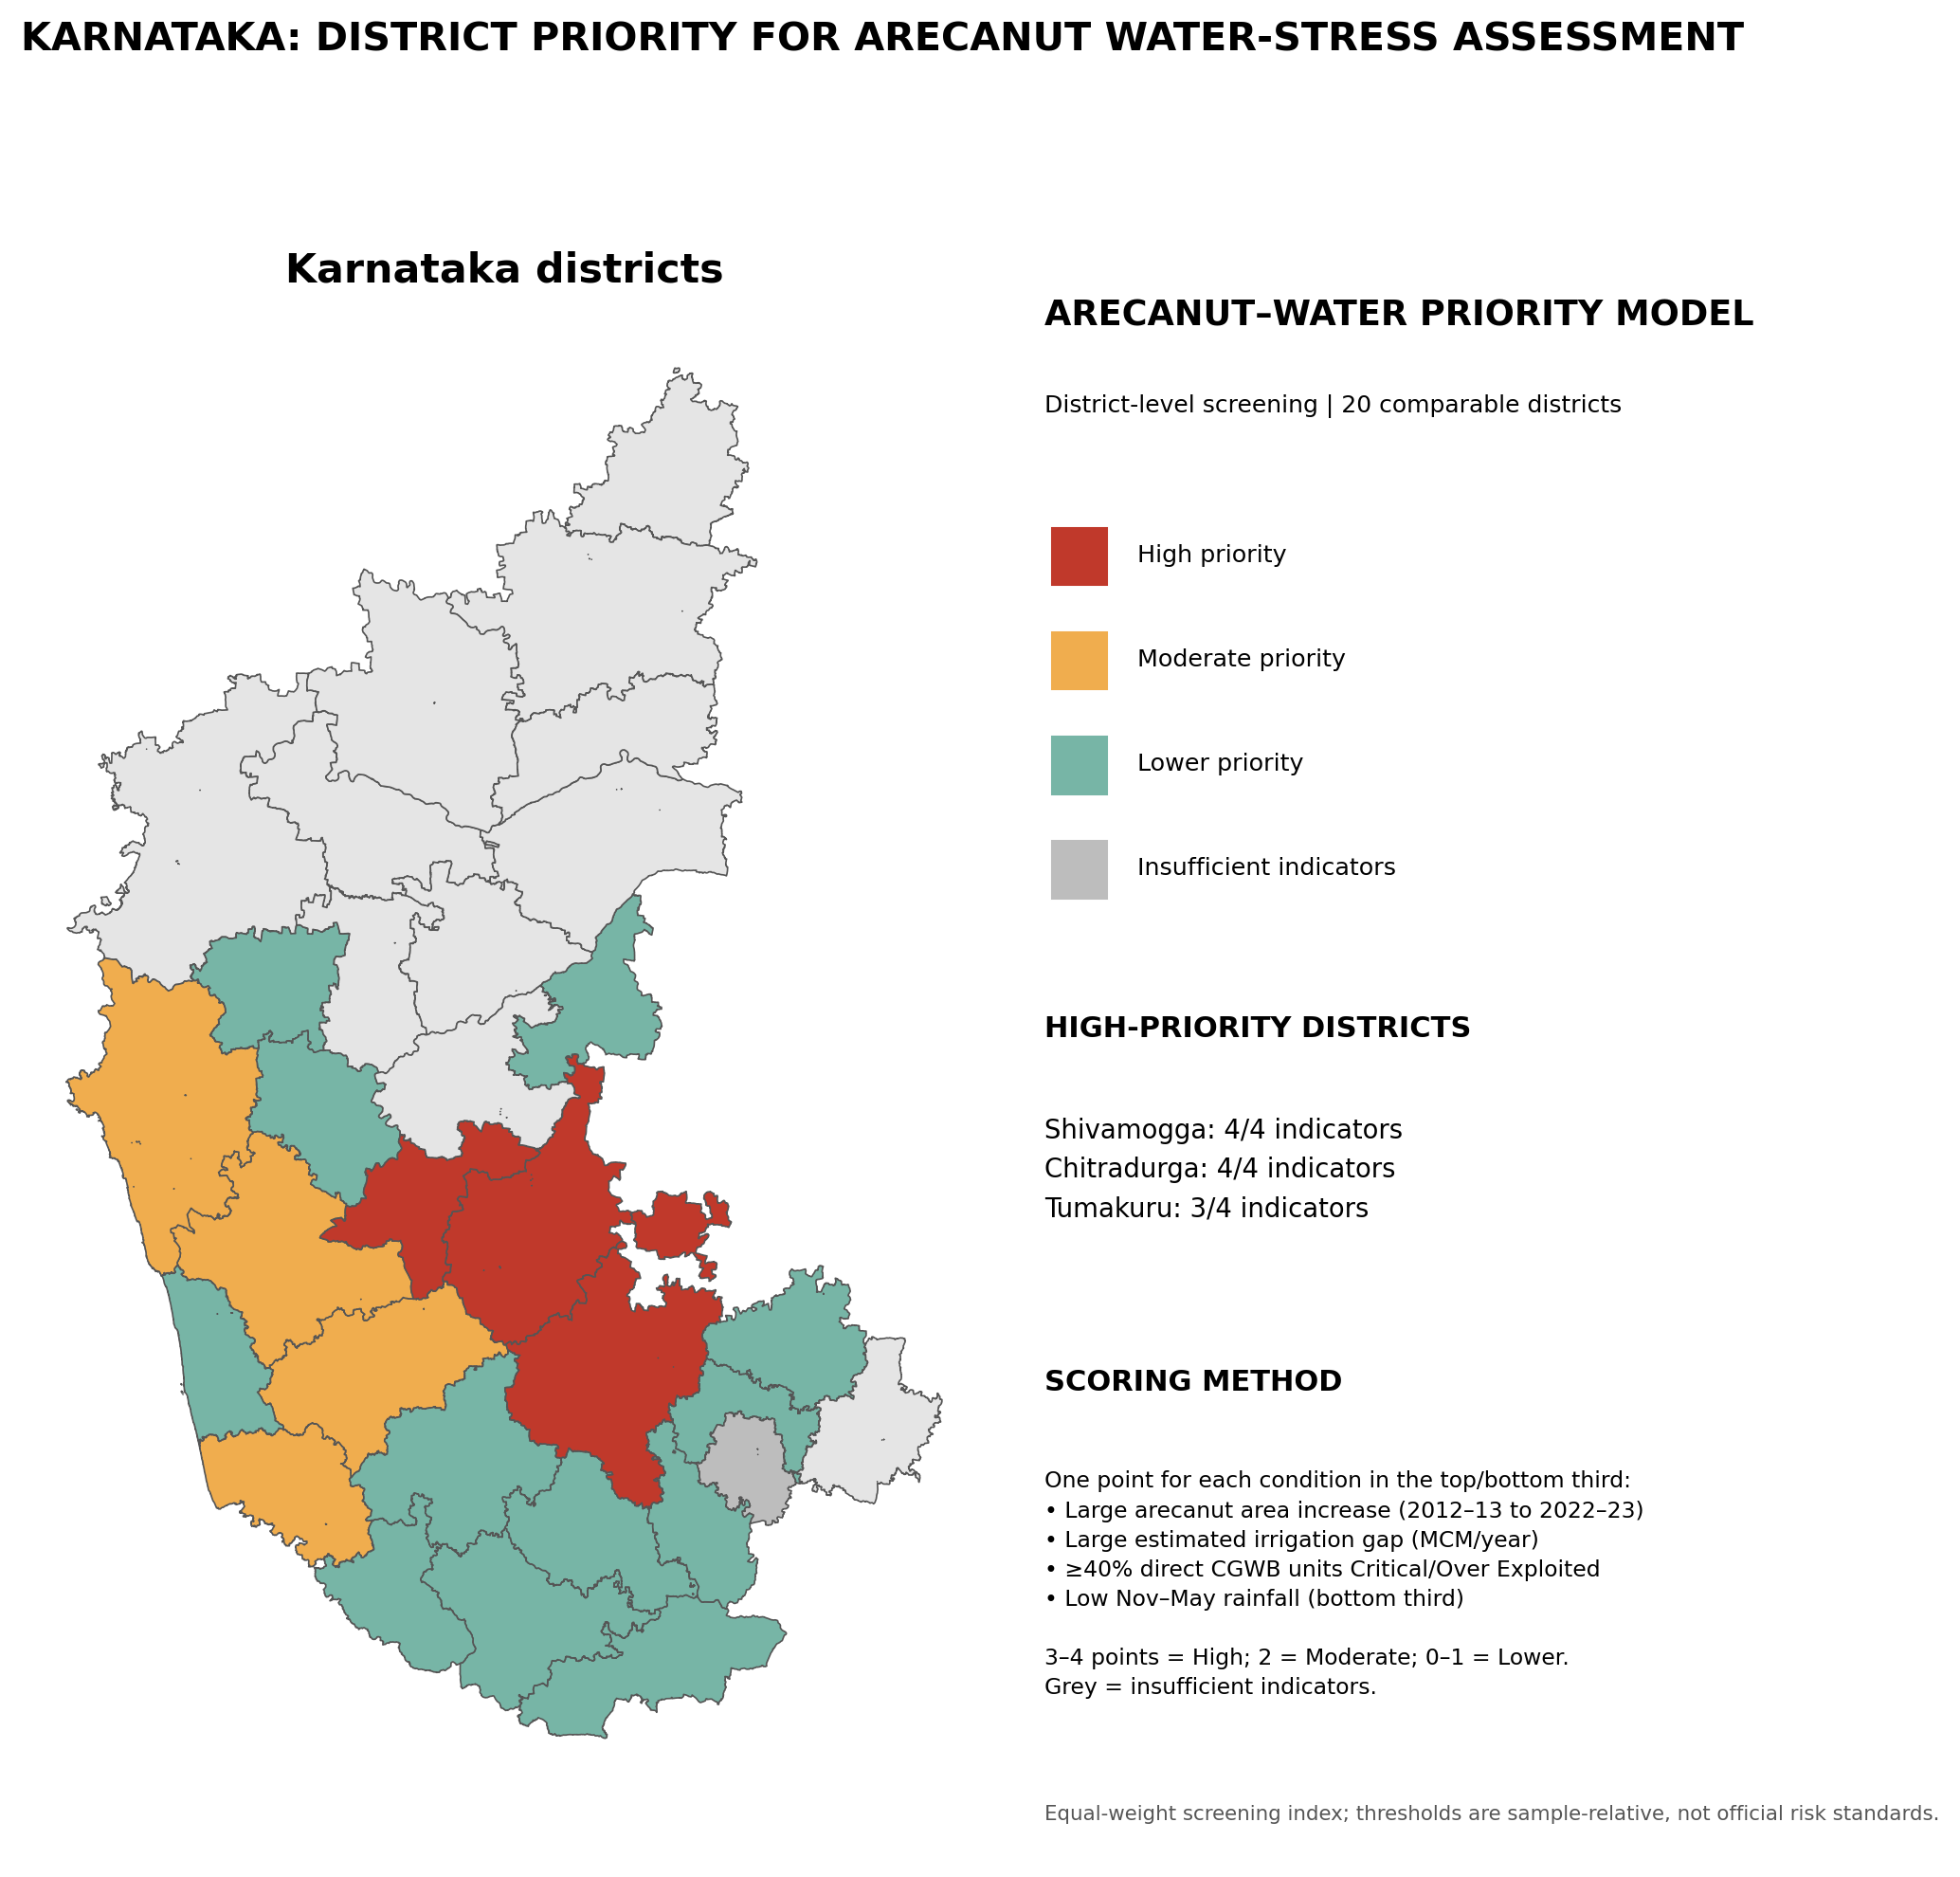 KARNATAKA: DISTRICT PRIORITY FOR ARECANUT WATER-STRESS ASSESSMENT
Karnataka districts
ARECANUT–WATER PRIORITY MODEL
District-level screening | 20 comparable districts
High priority
Moderate priority
Lower priority
Insufficient indicators
HIGH-PRIORITY DISTRICTS
Shivamogga: 4/4 indicators
Chitradurga: 4/4 indicators
Tumakuru: 3/4 indicators
SCORING METHOD
One point for each condition in the top/bottom third:
• Large arecanut area increase (2012–13 to 2022–23)
• Large estimated irrigation gap (MCM/year)
• ≥40% direct CGWB units Critical/Over Exploited
• Low Nov–May rainfall (bottom third)
3–4 points = High; 2 = Moderate; 0–1 = Lower.
Grey = insufficient indicators.
Equal-weight screening index; thresholds are sample-relative, not official risk standards.